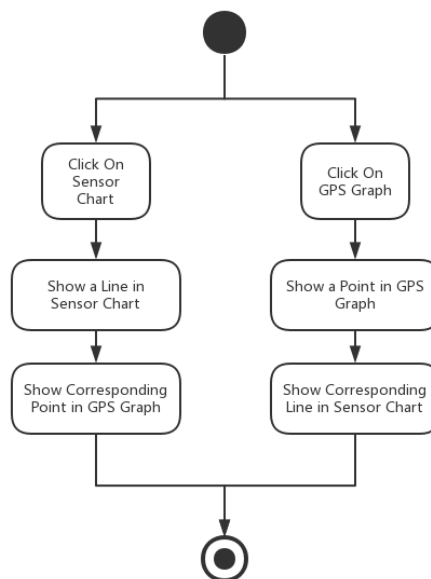 Click On
Sensor
Chart
Click On
GPS Graph
Show a Line in
Sensor Chart
Show a Point in GPS
Graph
Show Corresponding
Point in GPS Graph
Show Corresponding
Line in Sensor Chart